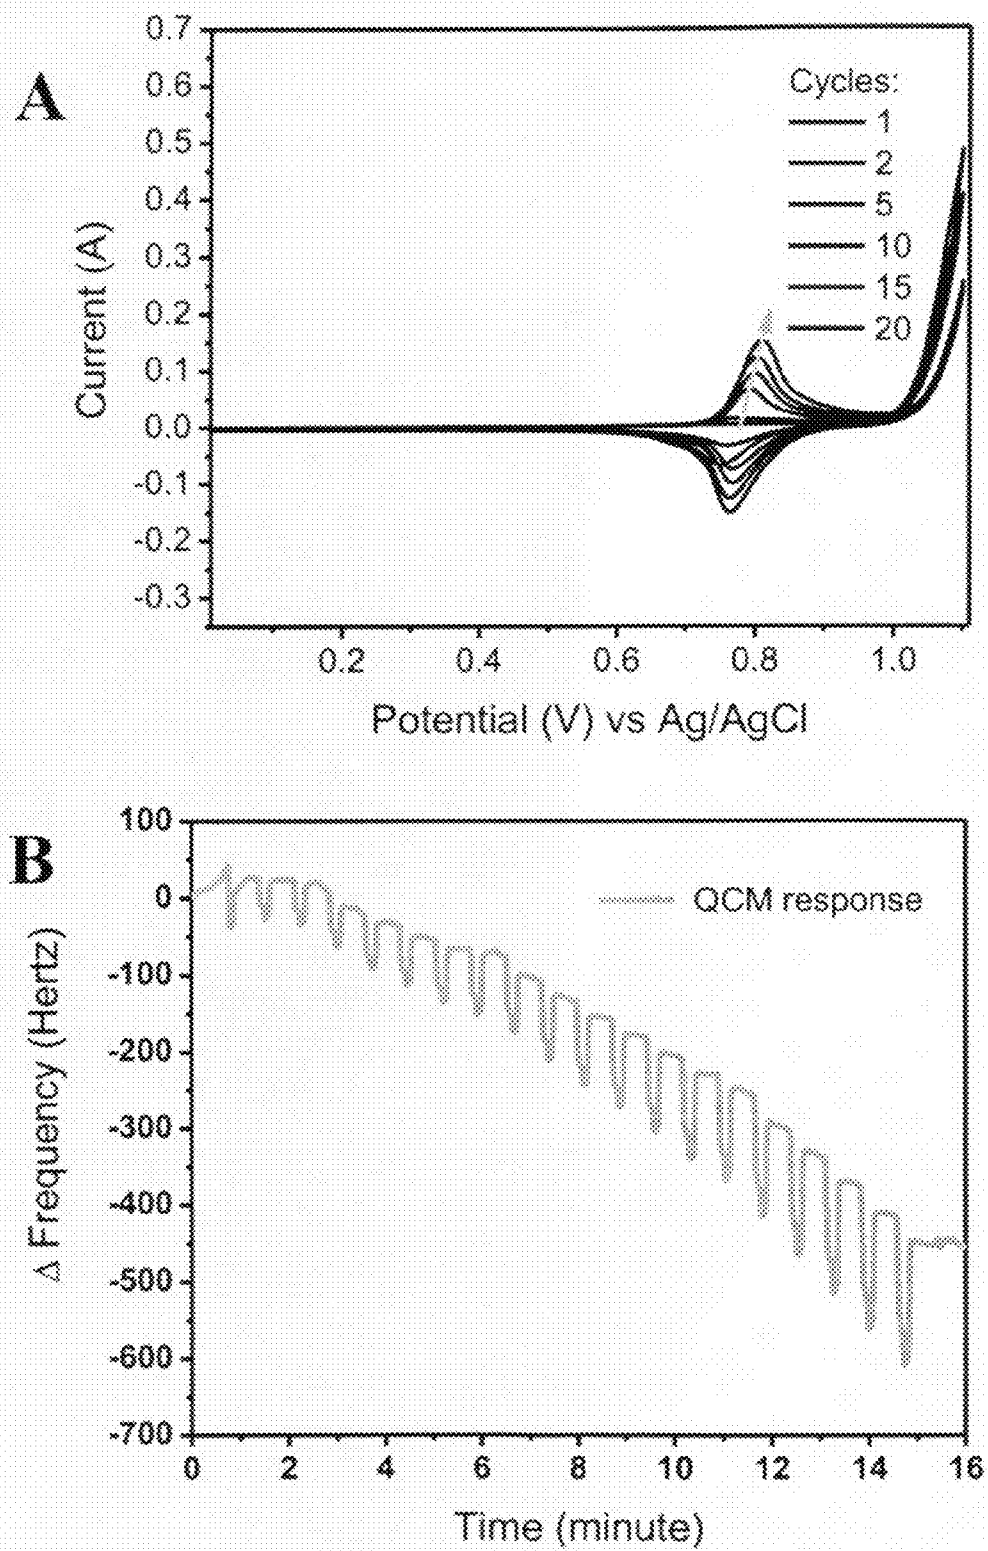 A
0.7
0.6
0.5
0.4
0.3
0.2
0.1
0.0
-0.1
-0.2
-0.3
Current (A)
Cycles:
1
2
5
10
15
20
0.2 0.4 0.6 0.8 1.0
Potential (V) vs Ag/AgCl
B
100
0
-100
-200
-300
-400
-500
-600
-700
Δ Frequency (Hertz)
QCM response
0 2 4 6 8 10 12 14 16
Time (minute)